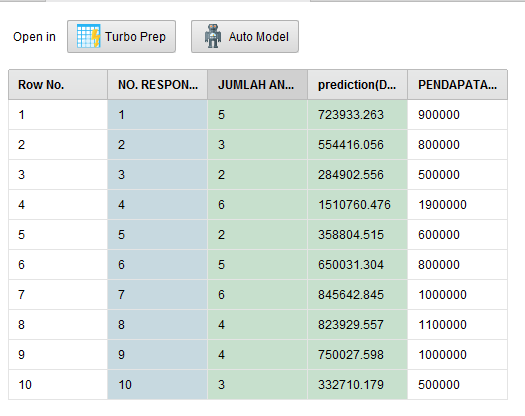 Open in Turbo Prep Auto Model
Row No. NO. RESPON... JUMLAH AN... prediction(D... PENDAPATA...
1 1 5 723933.263 900000
2 2 3 554416.056 800000
3 3 2 284902.556 500000
4 4 6 1510760.476 1900000
5 5 2 358804.515 600000
6 6 5 650031.304 800000
7 7 6 845642.845 1000000
8 8 4 823929.557 1100000
9 9 4 750027.598 1000000
10 10 3 332710.179 500000